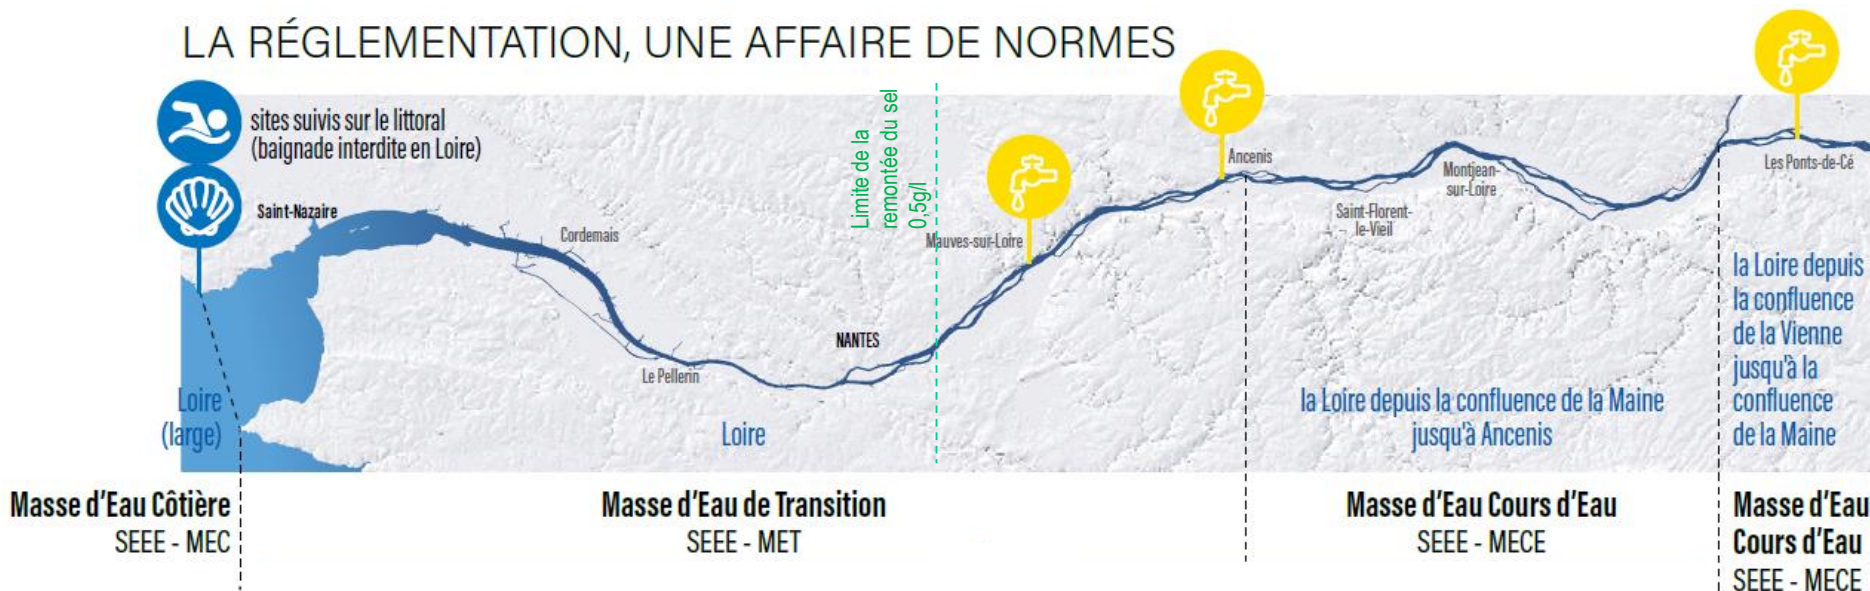 LA RÉGLEMENTATION, UNE AFFAIRE DE NORMES
sites suivis sur le littoral
(baignade interdite en Loire)
Saint-Nazaire
Cordemais
Le Pellerin
NANTES
Limite de la
remontée du sel
0,5g/l
Mauves-sur-Loire
Ancenis
Saint-Florent-
le-Vieil
Montjean-
sur-Loire
Les Ponts-de-Cé
Loire
(large)
Loire
la Loire depuis la confluence de la Maine
jusqu'à Ancenis
la Loire depuis
la confluence
de la Vienne
jusqu'à la
confluence
de la Maine
Masse d'Eau Côtière
SEEE - MEC
Masse d'Eau de Transition
SEEE - MET
Masse d'Eau Cours d'Eau
SEEE - MECE
Masse d'Eau
Cours d'Eau
SEEE - MECE